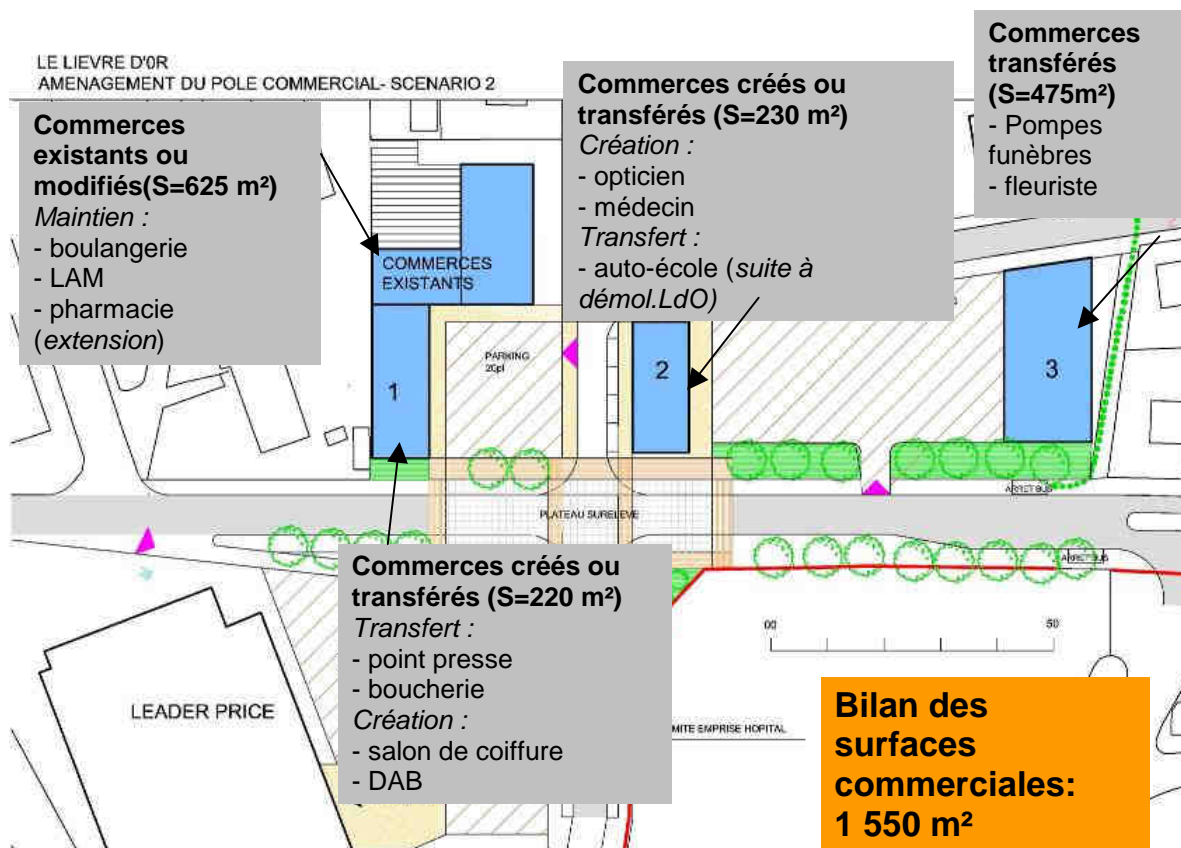 LE LIEVRE D'OR
AMENAGEMENT DU POLE COMMERCIAL- SCENARIO 2
Commerces
existants ou
modifiés(S=625 m²)
Maintien :
- boulangerie
- LAM
- pharmacie
(extension)
Commerces créés ou
transférés (S=230 m²)
Création :
- opticien
- médecin
Transfert :
- auto-école (suite à
démol.LdO)
Commerces
transférés
(S=475m²)
- Pompes
funèbres
- fleuriste
COMMERCES
EXISTANTS
PARKING
20pl
1
2
3
ARRET BUS
PLATEAU SURELEVE
ARRET BUS
Commerces créés ou
transférés (S=220 m²)
Transfert :
- point presse
- boucherie
Création :
- salon de coiffure
- DAB
00
50
LEADER PRICE
MITE EMPRISE HOPITAL
Bilan des
surfaces
commerciales:
1 550 m²